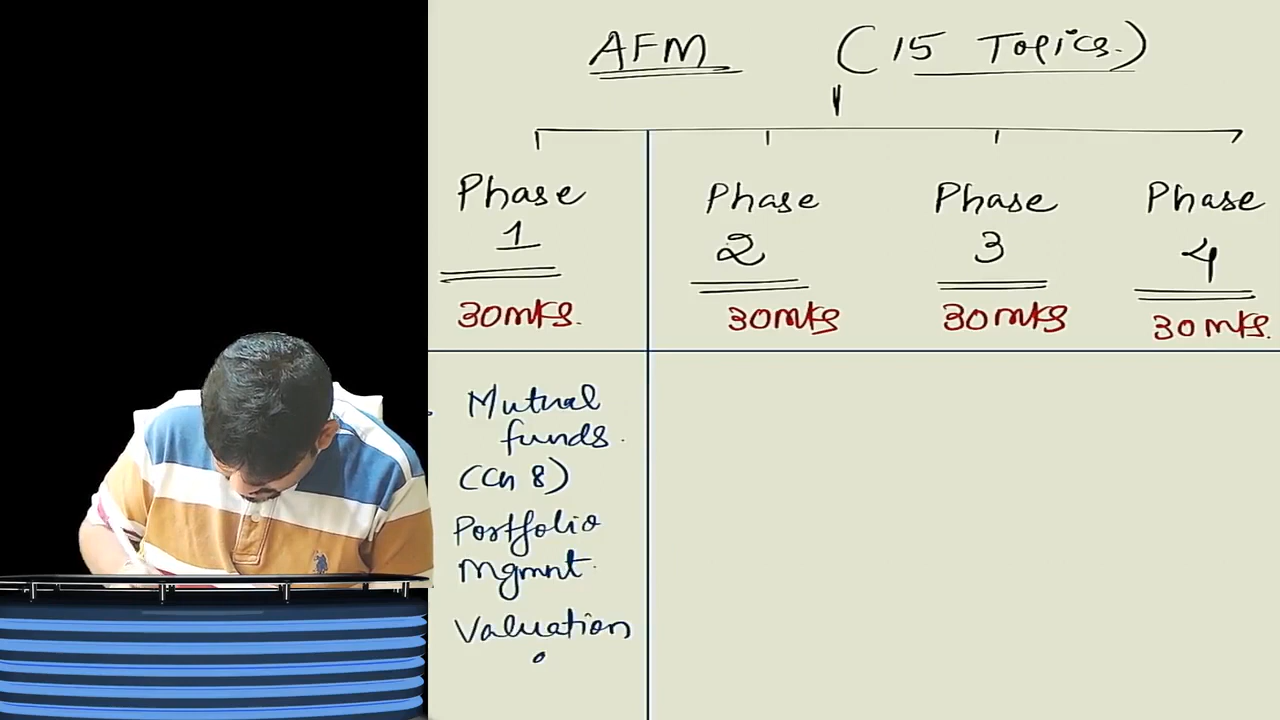 AFM (15 Topics.)
Phase 1
30mks.
Phase 2
30mks
Phase 3
30mks
Phase 4
30mks.
Mutual
funds.
(Ch 8)
Portfolio
Mgmnt.
Valuation